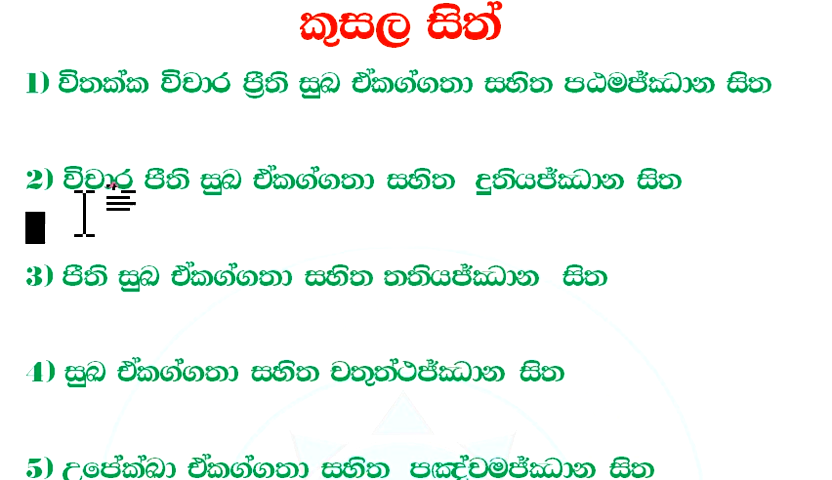 කුසල සිත්
1) විතක්ක විචාර ප්‍රීති සුඛ ඒකග්ගතා සහිත පඨමජ්ඣාන සිත
2) විචාර පීති සුඛ ඒකග්ගතා සහිත දුතියජ්ඣාන සිත
3) පීති සුඛ ඒකග්ගතා සහිත තතියජ්ඣාන සිත
4) සුඛ ඒකග්ගතා සහිත චතුත්ථජ්ඣාන සිත
5) උපේක්ඛා ඒකග්ගතා සහිත පඤ්චමජ්ඣාන සිත